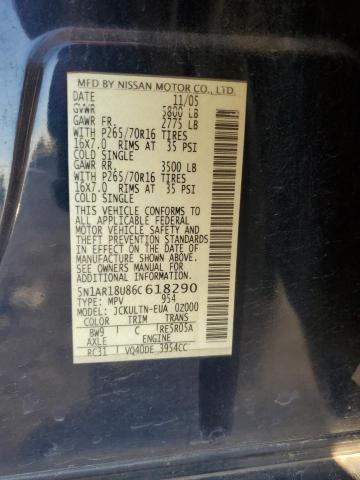 MFD BY NISSAN MOTOR CO., LTD.
DATE 11/05
GVWR 5800 LB
GAWR FR. 2775 LB
WITH P265/70R16 TIRES
16X7.0 RIMS AT 35 PSI
COLD SINGLE
GAWR RR. 3500 LB
WITH P265/70R16 TIRES
16X7.0 RIMS AT 35 PSI
COLD SINGLE
THIS VEHICLE CONFORMS TO
ALL APPLICABLE FEDERAL
MOTOR VEHICLE SAFETY STANDARDS
IN EFFECT ON THE DATE OF
MANUFACTURE SHOWN ABOVE.
SEE OWNERS MANUAL FOR
ADDITIONAL INFORMATION.
5N1AR18U86C618290
TYPE: MPV 954
MODEL: JCKULTN-EUA 02000
COLOR TRIM TRANS
BW9 C RE5R05A
AXLE ENGINE
RC31 VQ40DE 3954CC